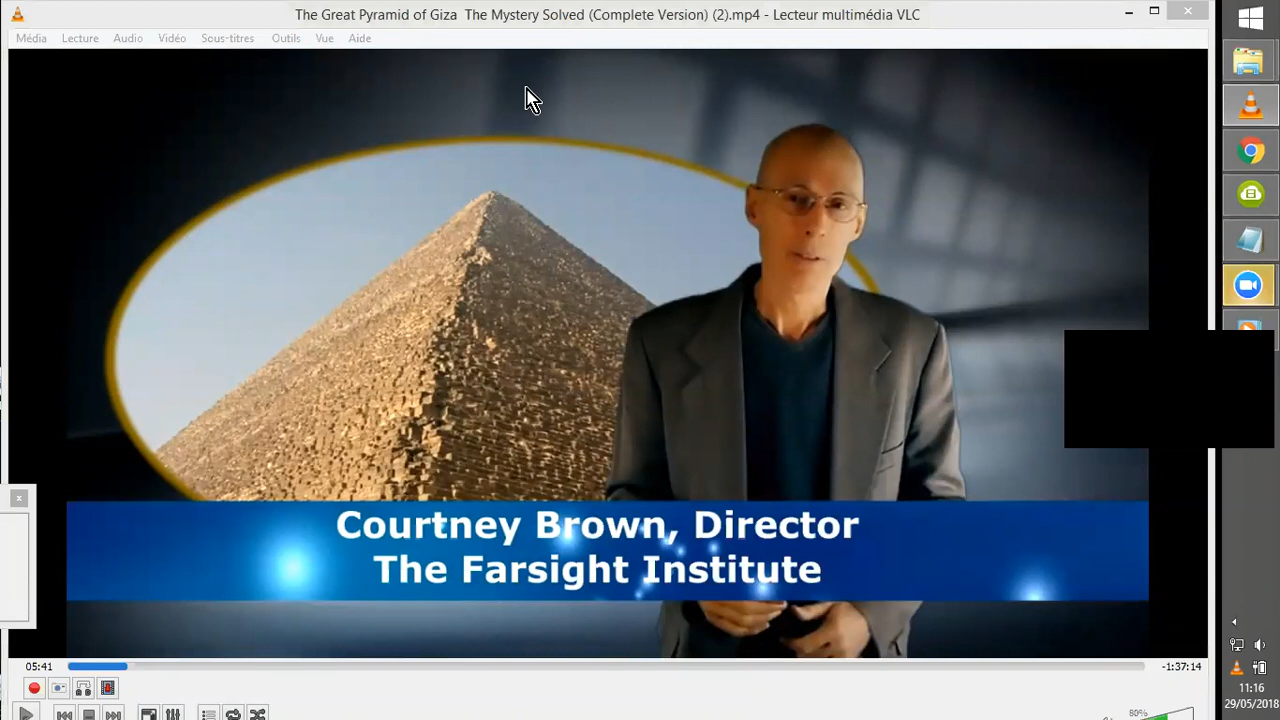 The Great Pyramid of Giza  The Mystery Solved (Complete Version) (2).mp4 - Lecteur multimédia VLC
Média Lecture Audio Vidéo Sous-titres Outils Vue Aide
Courtney Brown, Director
The Farsight Institute
05:41
-1:37:14
80%
11:16
29/05/2018